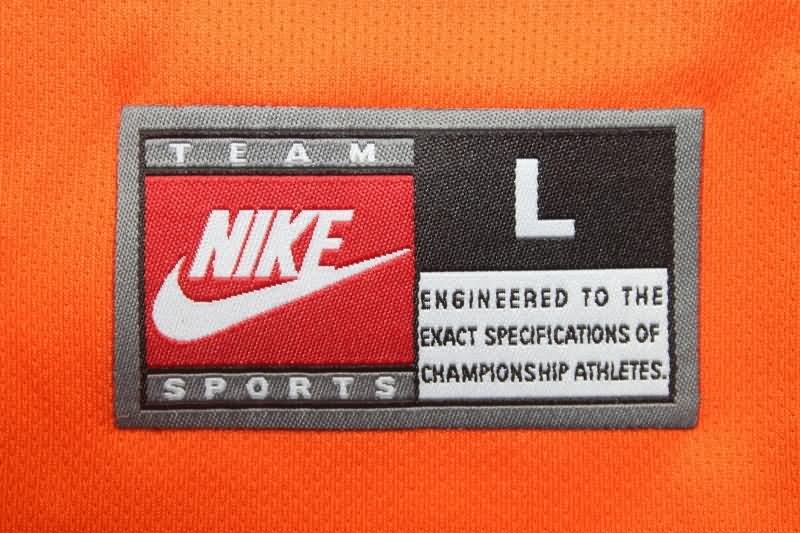 TEAM
NIKE
SPORTS
L
ENGINEERED TO THE
EXACT SPECIFICATIONS OF
CHAMPIONSHIP ATHLETES.